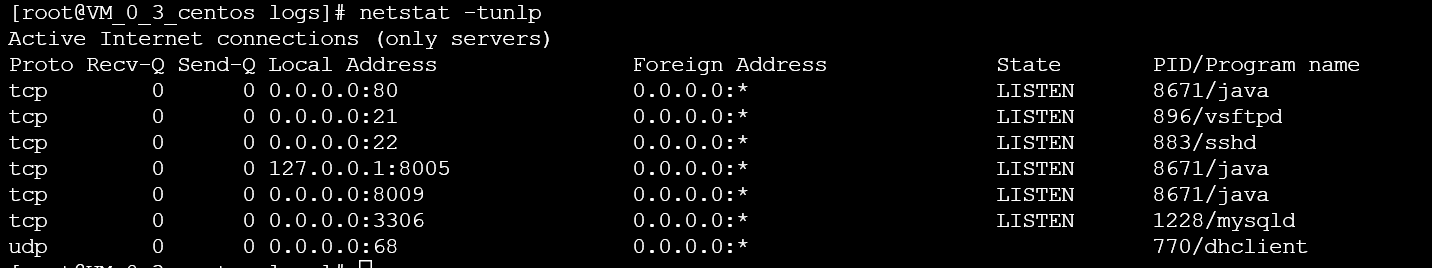 [root@VM_0_3_centos logs]# netstat -tunlp
Active Internet connections (only servers)
Proto Recv-Q Send-Q Local Address               Foreign Address             State       PID/Program name
tcp        0      0 0.0.0.0:80                  0.0.0.0:*                   LISTEN      8671/java
tcp        0      0 0.0.0.0:21                  0.0.0.0:*                   LISTEN      896/vsftpd
tcp        0      0 0.0.0.0:22                  0.0.0.0:*                   LISTEN      883/sshd
tcp        0      0 127.0.0.1:8005              0.0.0.0:*                   LISTEN      8671/java
tcp        0      0 0.0.0.0:8009                0.0.0.0:*                   LISTEN      8671/java
tcp        0      0 0.0.0.0:3306                0.0.0.0:*                   LISTEN      1228/mysqld
udp        0      0 0.0.0.0:68                  0.0.0.0:*                               770/dhclient
[root@VM_0_3_centos logs]#